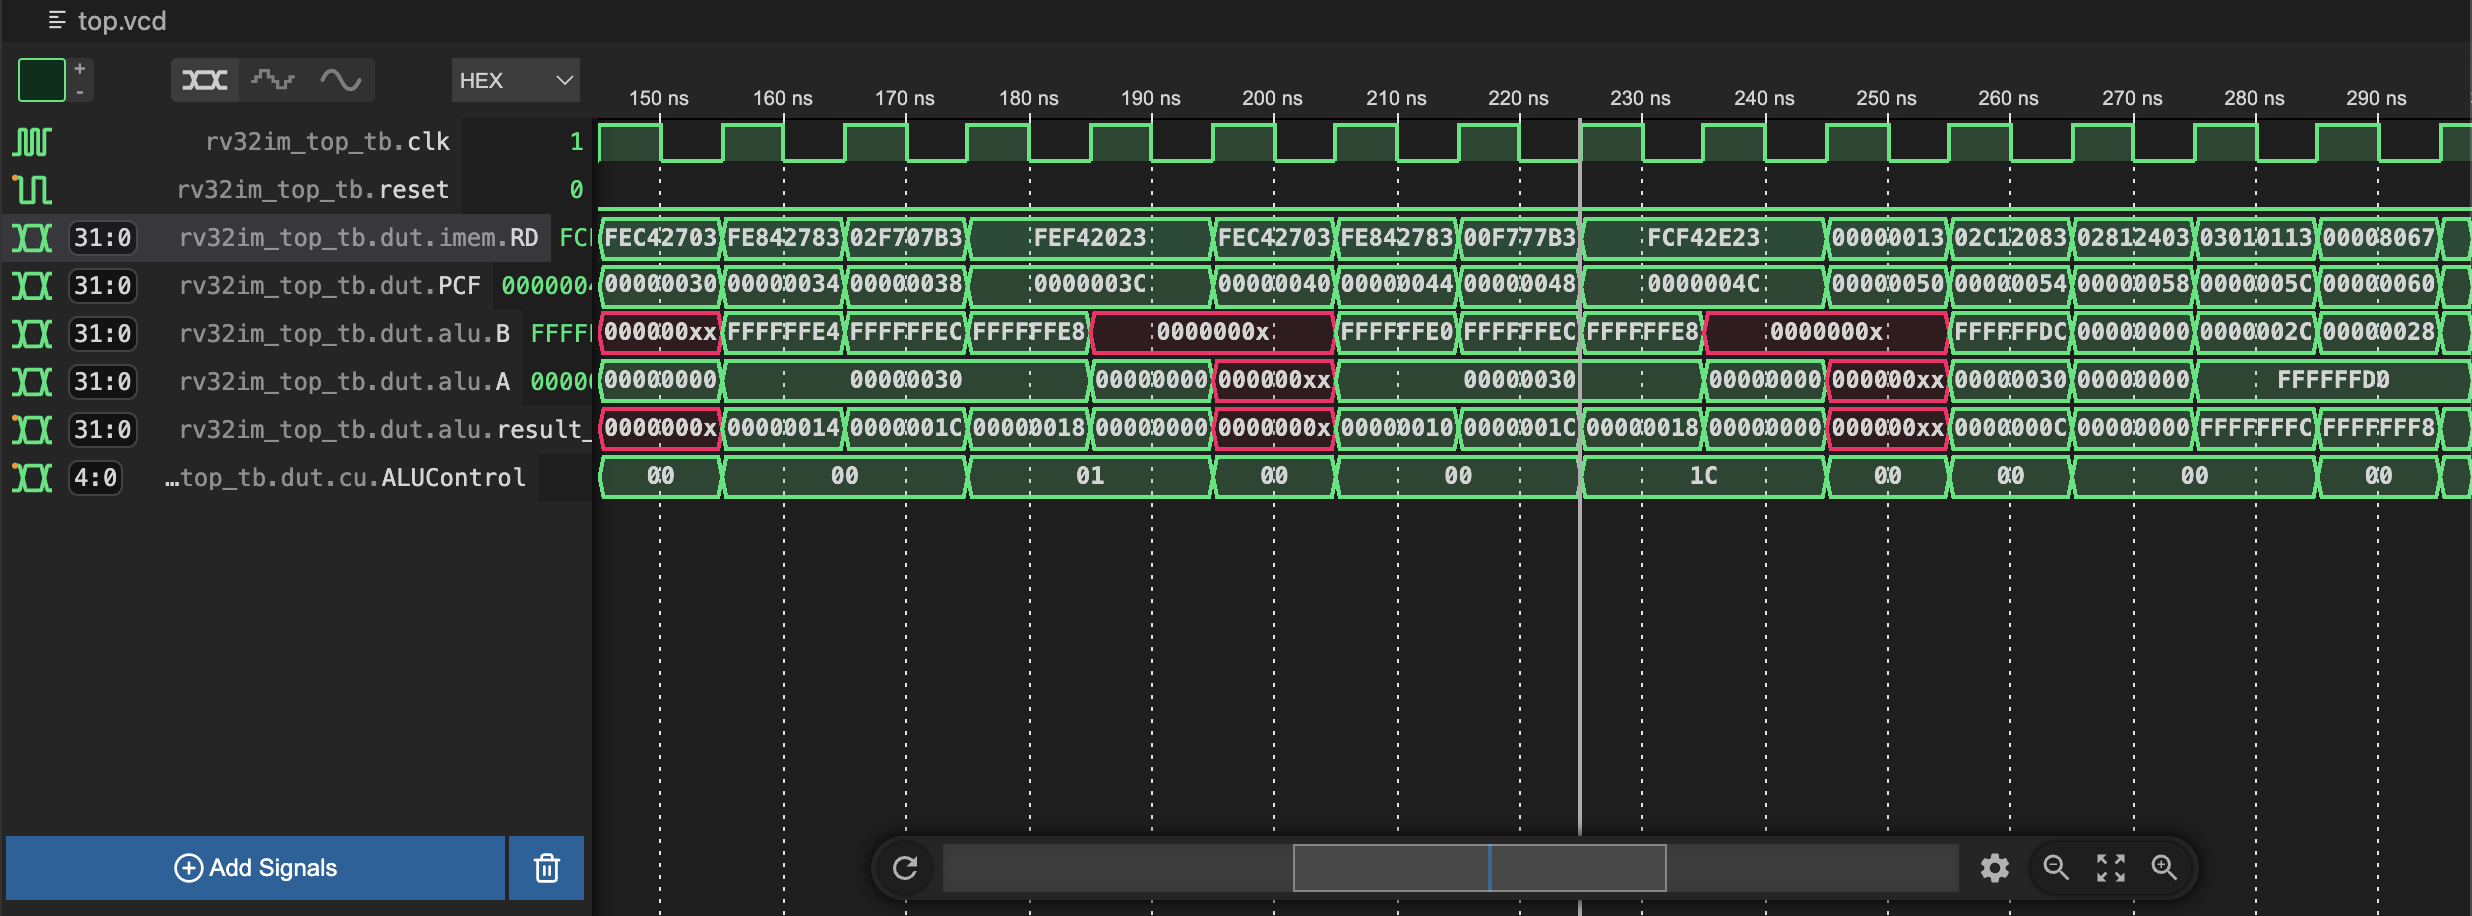 top.vcd
+
-
HEX
150 ns 160 ns 170 ns 180 ns 190 ns 200 ns 210 ns 220 ns 230 ns 240 ns 250 ns 260 ns 270 ns 280 ns 290 ns
rv32im_top_tb.clk 1
rv32im_top_tb.reset 0
31:0 rv32im_top_tb.dut.imem.RD FC FEC42703 FE842783 02F707B3 FEF42023 FEC42703 FE842783 00F777B3 FCF42E23 00000013 02C12083 02812403 03010113 00008067
31:0 rv32im_top_tb.dut.PCF 0000004 00000030 00000034 00000038 0000003C 00000040 00000044 00000048 0000004C 00000050 00000054 00000058 0000005C 00000060
31:0 rv32im_top_tb.dut.alu.B FFFF 000000xx FFFFFFE4 FFFFFFEC FFFFFFE8 0000000x FFFFFFE0 FFFFFFEC FFFFFFE8 0000000x FFFFFFDC 00000000 0000002C 00000028
31:0 rv32im_top_tb.dut.alu.A 0000 00000000 00000030 00000000 000000xx 00000030 00000000 000000xx 00000030 00000000 FFFFFFD0
31:0 rv32im_top_tb.dut.alu.result_ 0000000x 00000014 0000001C 00000018 00000000 0000000x 00000010 0000001C 00000018 00000000 000000xx 0000000C 00000000 FFFFFFFC FFFFFFF8
4:0 …top_tb.dut.cu.ALUControl 00 00 01 00 00 1C 00 00 00 00
Add Signals